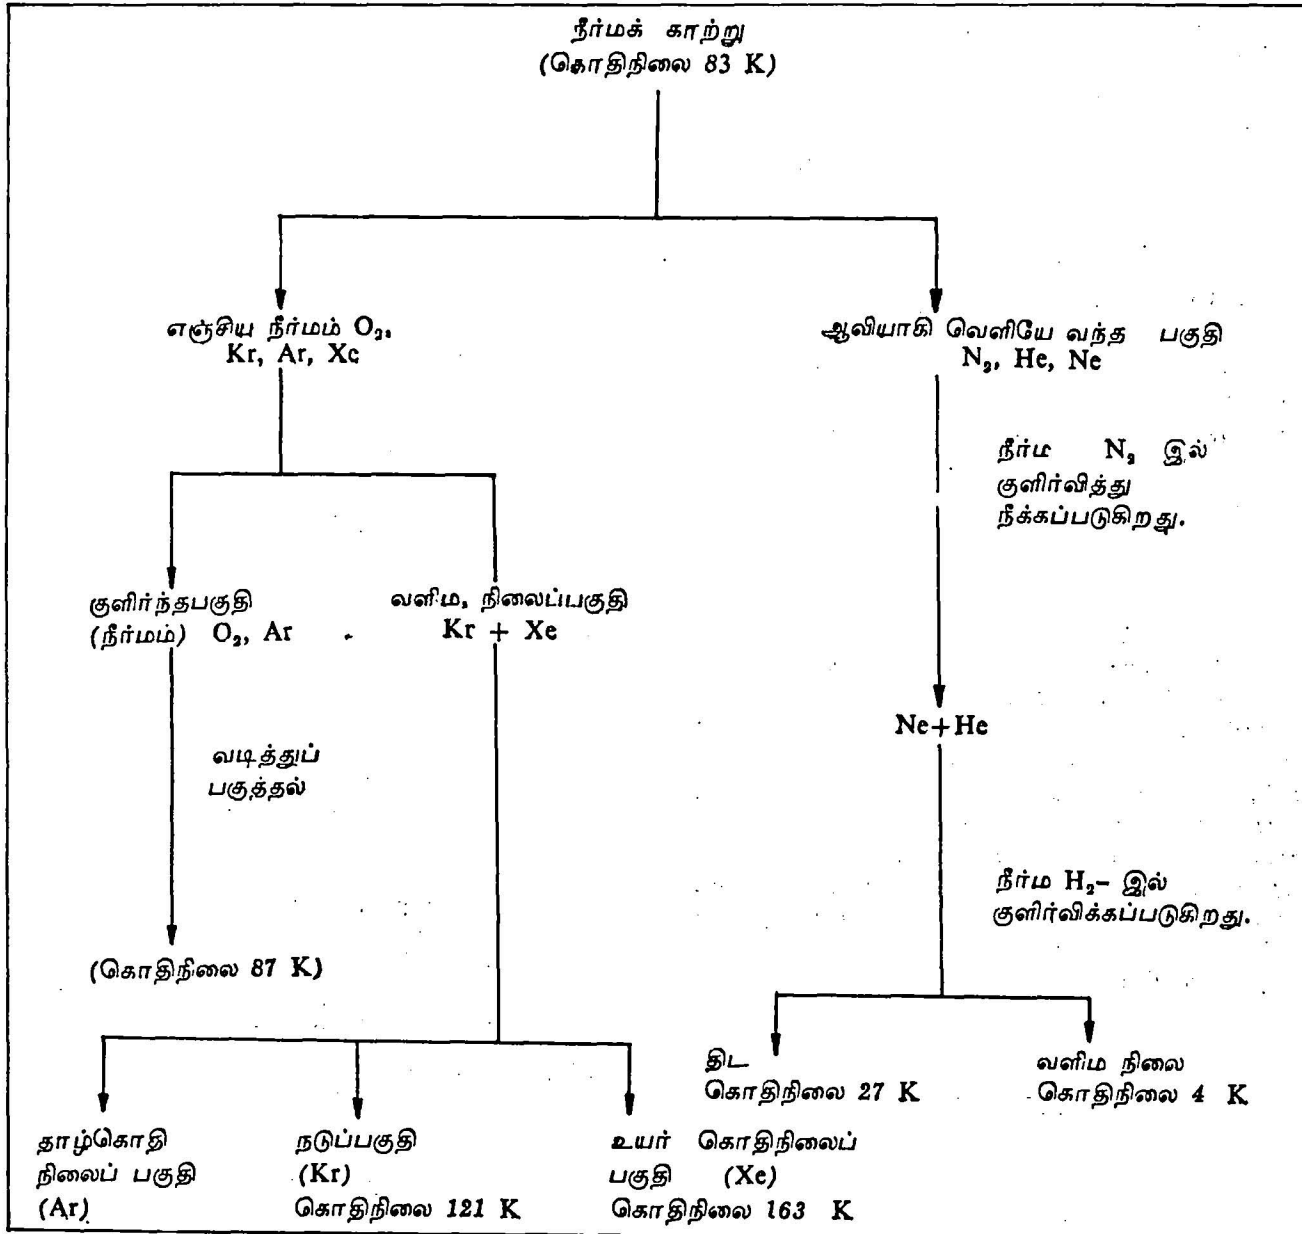 நீர்மக் காற்று
(கொதிநிலை 83 K)
எஞ்சிய நீர்மம் O₂,
Kr, Ar, Xe
ஆவியாகி வெளியே வந்த பகுதி
N₂, He, Ne
நீர்ம N₂ இல்
குளிர்வித்து
நீக்கப்படுகிறது.
குளிர்ந்தபகுதி
(நீர்மம்) O₂, Ar
வளிம, நிலைப்பகுதி
Kr + Xe
Ne+He
வடித்துப்
பகுத்தல்
நீர்ம H₂- இல்
குளிர்விக்கப்படுகிறது.
(கொதிநிலை 87 K)
திட
கொதிநிலை 27 K
வளிம நிலை
கொதிநிலை 4 K
தாழ்கொதி
நிலைப் பகுதி
(Ar)
நடுப்பகுதி
(Kr)
கொதிநிலை 121 K
உயர் கொதிநிலைப்
பகுதி (Xe)
கொதிநிலை 163 K